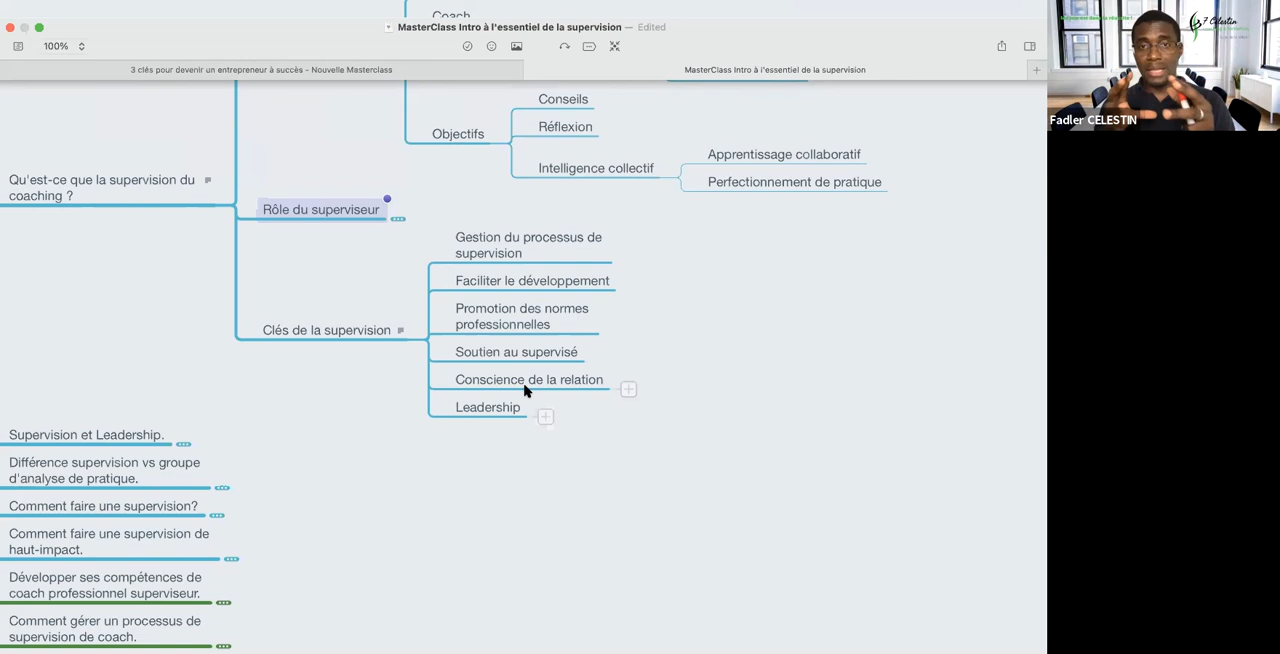 Coach
MasterClass Intro à l'essentiel de la supervision — Edited
100%
3 clés pour devenir un entrepreneur à succès - Nouvelle Masterclass
MasterClass Intro à l'essentiel de la supervision
Conseils
Objectifs
Réflexion
Intelligence collectif
Apprentissage collaboratif
Perfectionnement de pratique
Qu'est-ce que la supervision du
coaching ?
Rôle du superviseur
Gestion du processus de
supervision
Faciliter le développement
Promotion des normes
professionnelles
Clés de la supervision
Soutien au supervisé
Conscience de la relation
Leadership
Supervision et Leadership.
Différence supervision vs groupe
d'analyse de pratique.
Comment faire une supervision?
Comment faire une supervision de
haut-impact.
Développer ses compétences de
coach professionnel superviseur.
Comment gérer un processus de
supervision de coach.
7 Celestin
Fadler CELESTIN